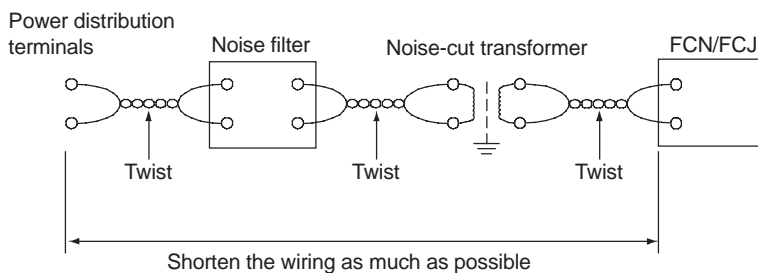 Power distribution
terminals
Noise filter
Noise-cut transformer
FCN/FCJ
Twist
Twist
Twist
Shorten the wiring as much as possible